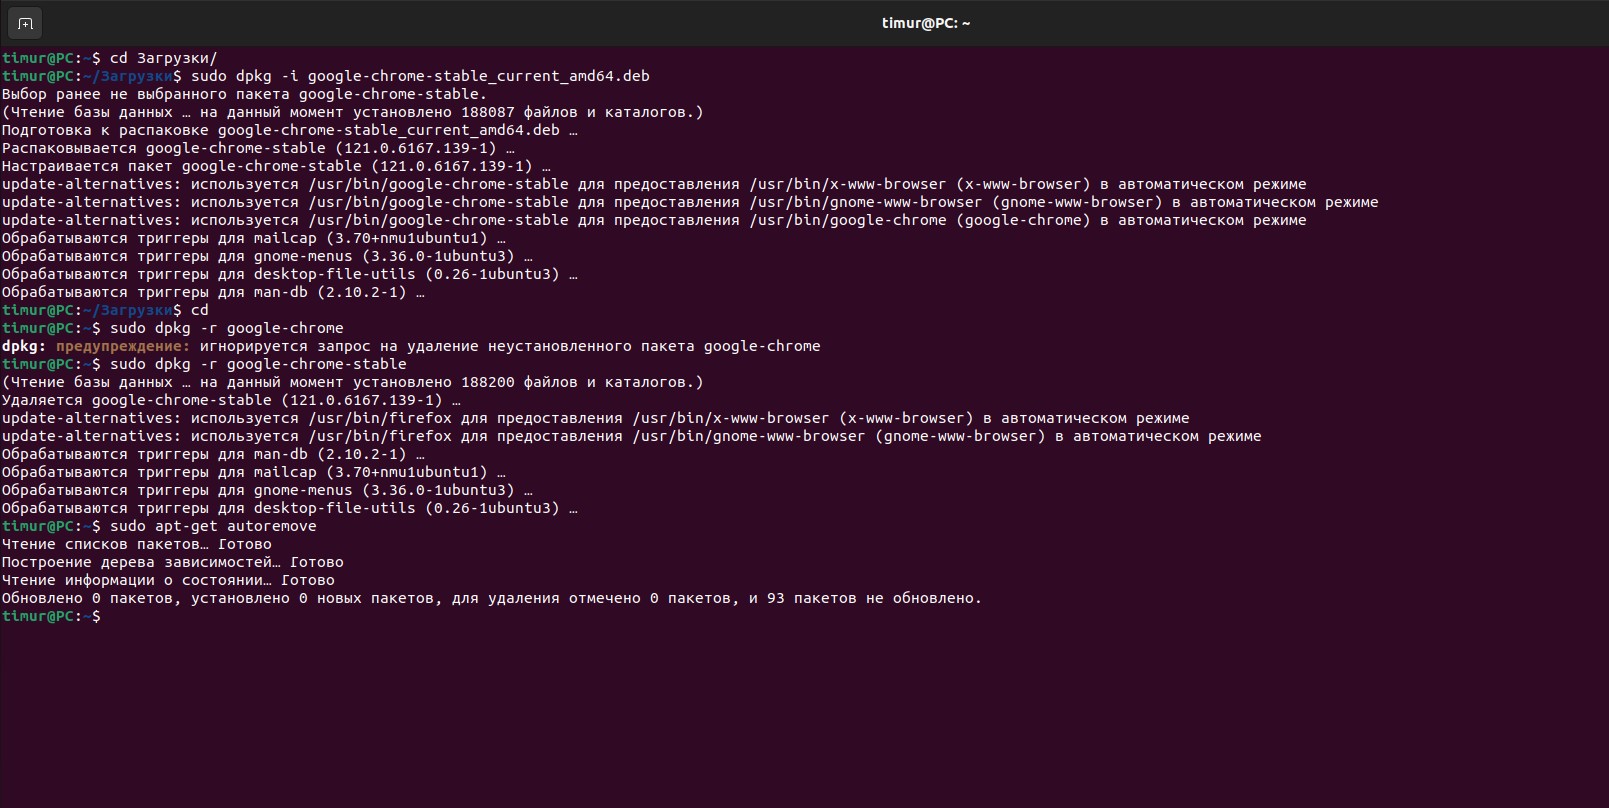 timur@PC: ~
timur@PC:~$ cd Загрузки/
timur@PC:~/Загрузки$ sudo dpkg -i google-chrome-stable_current_amd64.deb
Выбор ранее не выбранного пакета google-chrome-stable.
(Чтение базы данных … на данный момент установлено 188087 файлов и каталогов.)
Подготовка к распаковке google-chrome-stable_current_amd64.deb …
Распаковывается google-chrome-stable (121.0.6167.139-1) …
Настраивается пакет google-chrome-stable (121.0.6167.139-1) …
update-alternatives: используется /usr/bin/google-chrome-stable для предоставления /usr/bin/x-www-browser (x-www-browser) в автоматическом режиме
update-alternatives: используется /usr/bin/google-chrome-stable для предоставления /usr/bin/gnome-www-browser (gnome-www-browser) в автоматическом режиме
update-alternatives: используется /usr/bin/google-chrome-stable для предоставления /usr/bin/google-chrome (google-chrome) в автоматическом режиме
Обрабатываются триггеры для mailcap (3.70+nmu1ubuntu1) …
Обрабатываются триггеры для gnome-menus (3.36.0-1ubuntu3) …
Обрабатываются триггеры для desktop-file-utils (0.26-1ubuntu3) …
Обрабатываются триггеры для man-db (2.10.2-1) …
timur@PC:~/Загрузки$ cd
timur@PC:~$ sudo dpkg -r google-chrome
dpkg: предупреждение: игнорируется запрос на удаление неустановленного пакета google-chrome
timur@PC:~$ sudo dpkg -r google-chrome-stable
(Чтение базы данных … на данный момент установлено 188200 файлов и каталогов.)
Удаляется google-chrome-stable (121.0.6167.139-1) …
update-alternatives: используется /usr/bin/firefox для предоставления /usr/bin/x-www-browser (x-www-browser) в автоматическом режиме
update-alternatives: используется /usr/bin/firefox для предоставления /usr/bin/gnome-www-browser (gnome-www-browser) в автоматическом режиме
Обрабатываются триггеры для man-db (2.10.2-1) …
Обрабатываются триггеры для mailcap (3.70+nmu1ubuntu1) …
Обрабатываются триггеры для gnome-menus (3.36.0-1ubuntu3) …
Обрабатываются триггеры для desktop-file-utils (0.26-1ubuntu3) …
timur@PC:~$ sudo apt-get autoremove
Чтение списков пакетов… Готово
Построение дерева зависимостей… Готово
Чтение информации о состоянии… Готово
Обновлено 0 пакетов, установлено 0 новых пакетов, для удаления отмечено 0 пакетов, и 93 пакетов не обновлено.
timur@PC:~$